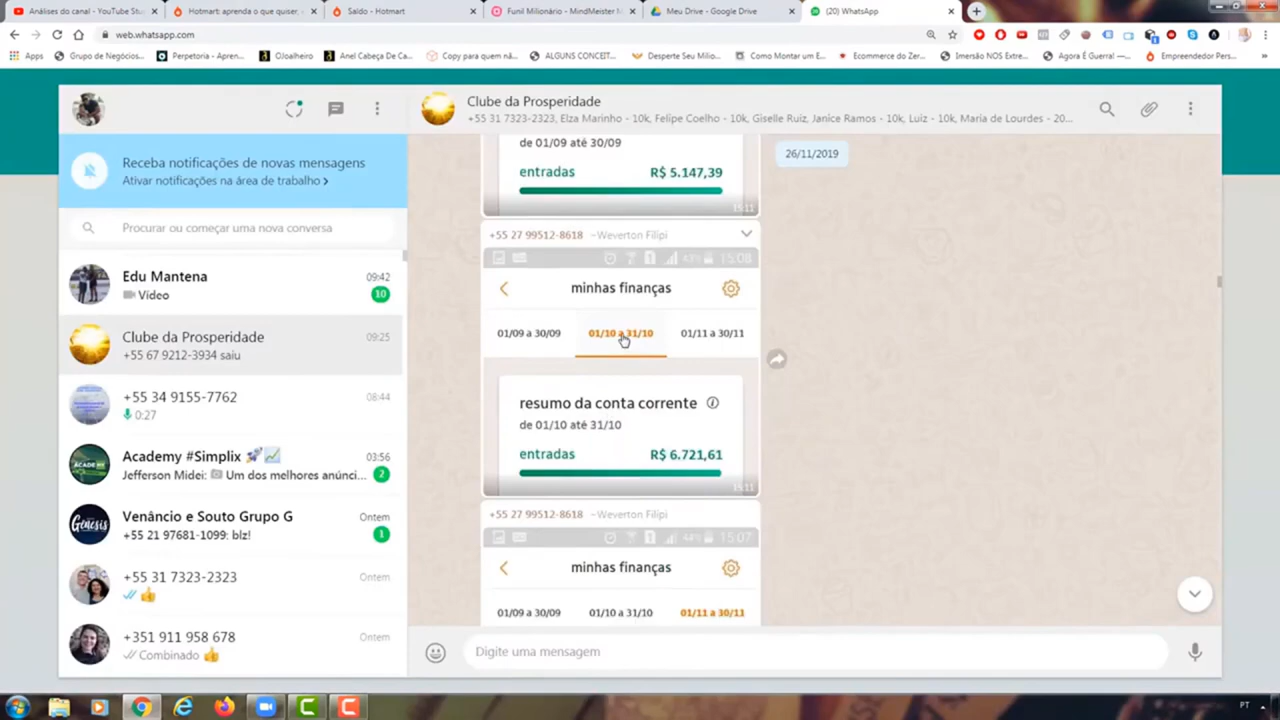 Análises do canal - YouTube Stu
Hotmart: aprenda o que quiser,
Saldo - Hotmart
Funil Milionário - MindMeister M
Meu Drive - Google Drive
(20) WhatsApp
web.whatsapp.com
Apps
Grupo de Negócios...
Perpetoria - Apren...
OJoalheiro
Anel Cabeça De Ca...
Copy para quem nã...
ALGUNS CONCEIT...
Desperte Seu Milio...
Como Montar um E...
Ecommerce do Zer...
Imersão NOS Extre...
Agora É Guerra! —...
Empreendedor Pers...
Clube da Prosperidade
+55 31 7323-2323, Elza Marinho - 10k, Felipe Coelho - 10k, Giselle Ruiz, Janice Ramos - 10k, Luiz - 10k, Maria de Lourdes - 20...
Receba notificações de novas mensagens
Ativar notificações na área de trabalho >
Procurar ou começar uma nova conversa
Edu Mantena
09:42
Vídeo
10
Clube da Prosperidade
09:25
+55 67 9212-3934 saiu
+55 34 9155-7762
08:44
0:27
Academy #Simplix 🚀📈
03:56
Jefferson Midei: Um dos melhores anúnci...
2
Venâncio e Souto Grupo G
Ontem
+55 21 97681-1099: blz!
1
+55 31 7323-2323
Ontem
👍
+351 911 958 678
Ontem
Combinado 👍
26/11/2019
de 01/09 até 30/09
entradas R$ 5.147,39
15:11
+55 27 99512-8618 ~Weverton Filipi
43% 15:08
minhas finanças
01/09 a 30/09 01/10 a 31/10 01/11 a 30/11
resumo da conta corrente
de 01/10 até 31/10
entradas R$ 6.721,61
15:11
+55 27 99512-8618 ~Weverton Filipi
44% 15:07
minhas finanças
01/09 a 30/09 01/10 a 31/10 01/11 a 30/11
Digite uma mensagem
PT